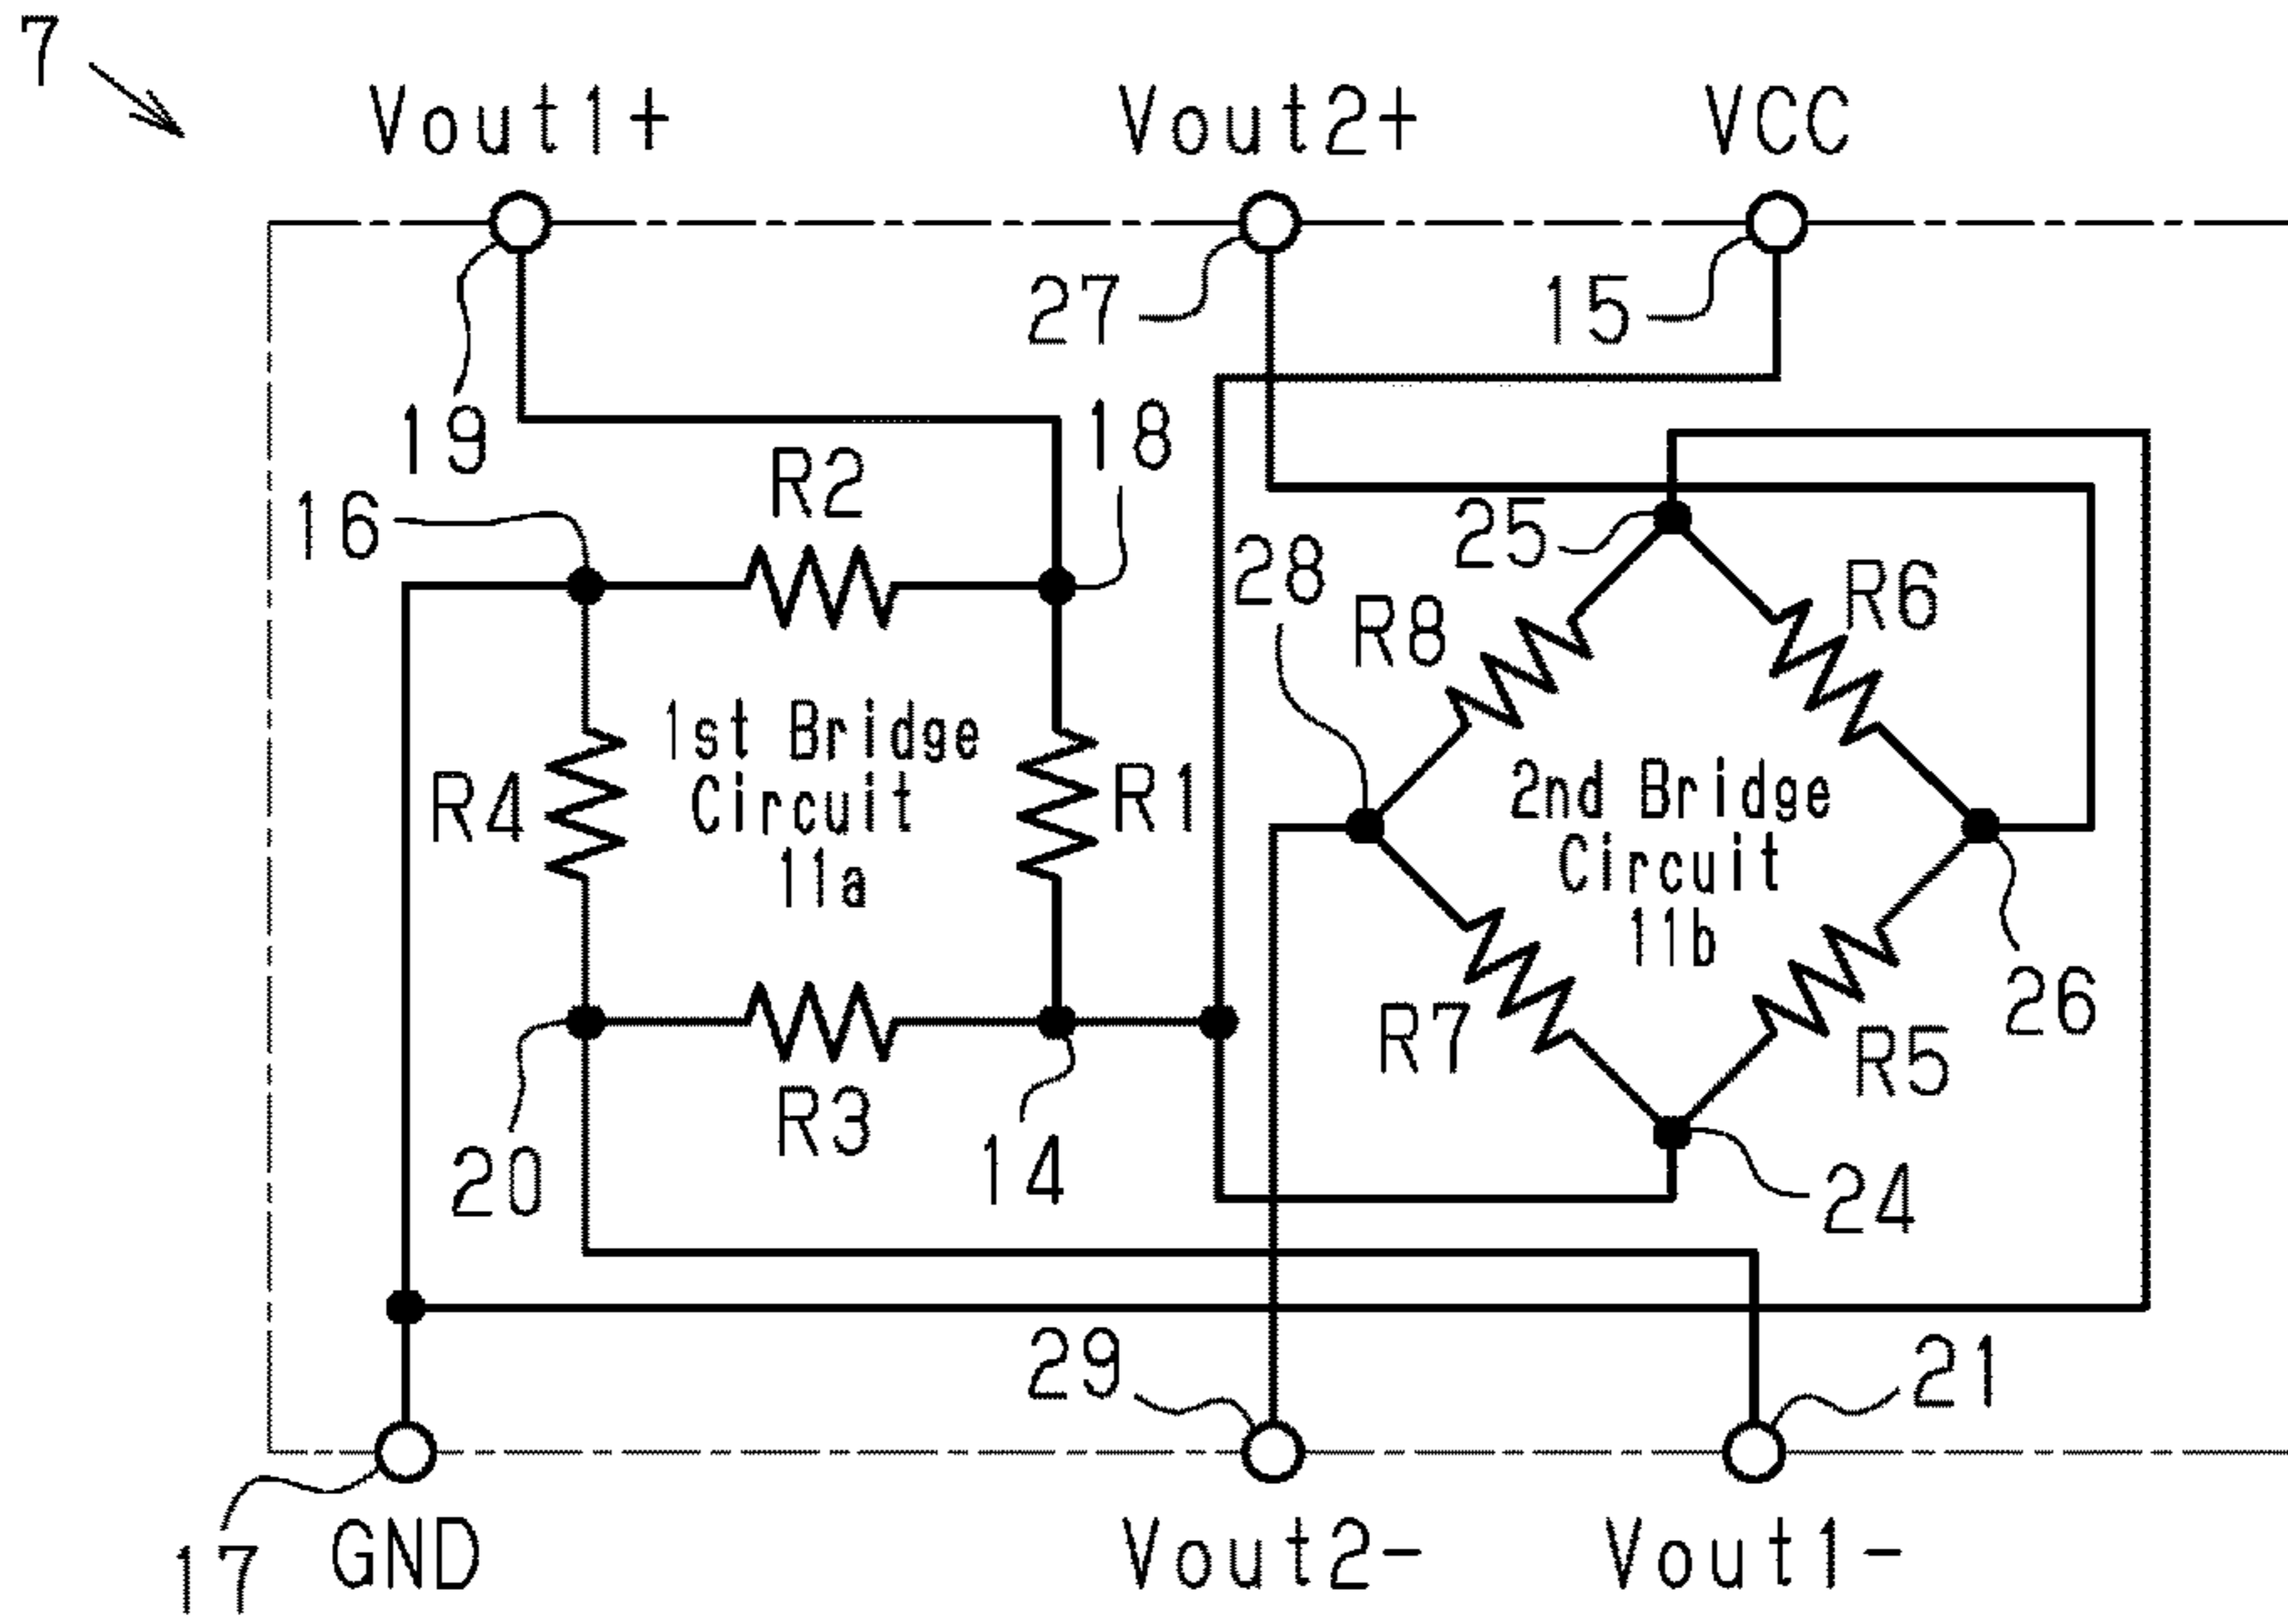 7
Vout1+
Vout2+
VCC
27
15
19
18
R2
16
25
28
R6
R8
1st Bridge
Circuit
11a
R4
R1
2nd Bridge
Circuit
11b
26
R7
R5
R3
20
14
24
29
21
17
GND
Vout2-
Vout1-